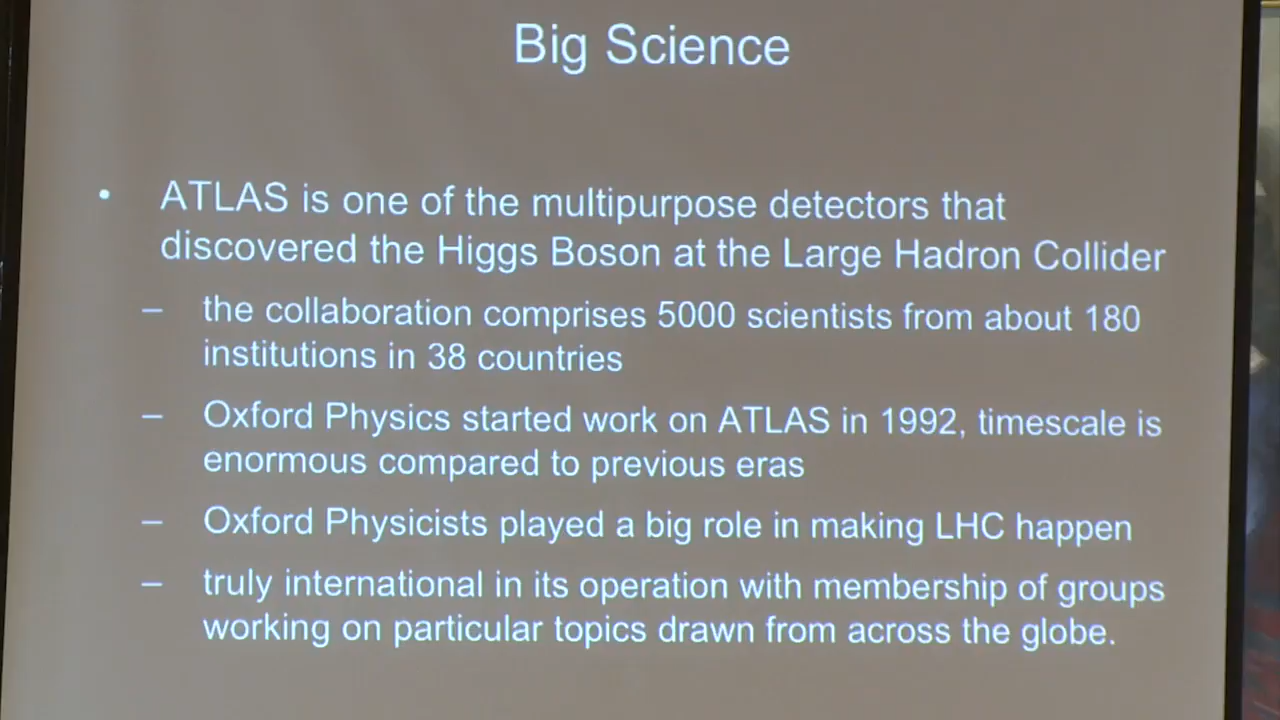 Big Science
• ATLAS is one of the multipurpose detectors that
discovered the Higgs Boson at the Large Hadron Collider
– the collaboration comprises 5000 scientists from about 180
institutions in 38 countries
– Oxford Physics started work on ATLAS in 1992, timescale is
enormous compared to previous eras
– Oxford Physicists played a big role in making LHC happen
– truly international in its operation with membership of groups
working on particular topics drawn from across the globe.